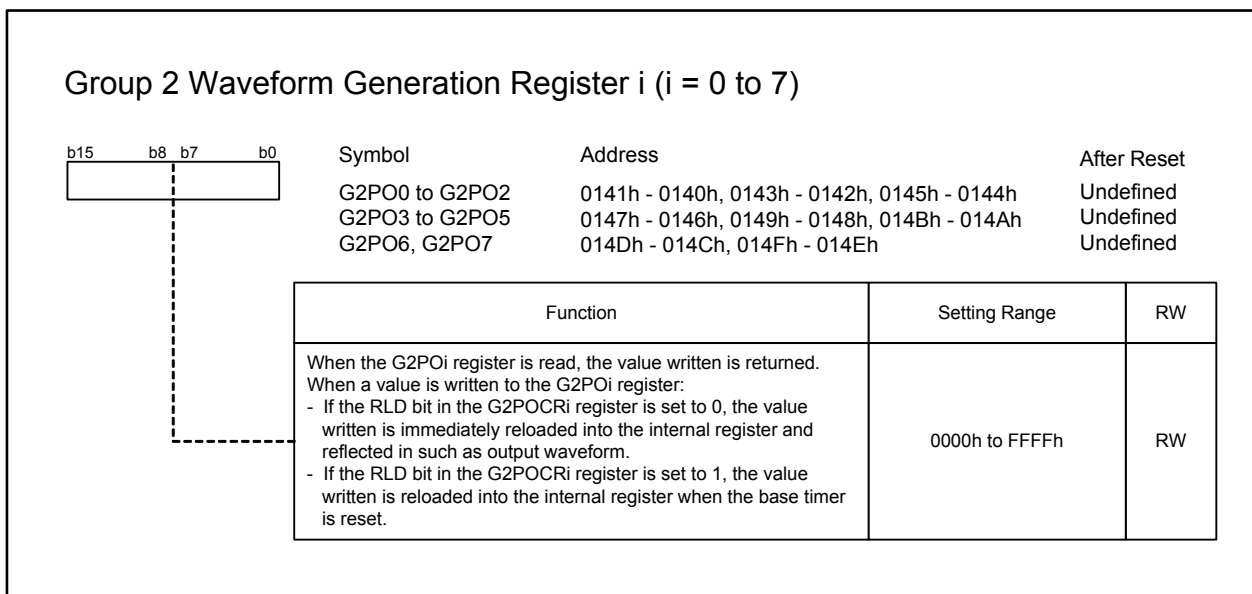 Group 2 Waveform Generation Register i (i = 0 to 7)
b15 b8 b7 b0
Symbol Address After Reset
G2PO0 to G2PO2 0141h - 0140h, 0143h - 0142h, 0145h - 0144h Undefined
G2PO3 to G2PO5 0147h - 0146h, 0149h - 0148h, 014Bh - 014Ah Undefined
G2PO6, G2PO7 014Dh - 014Ch, 014Fh - 014Eh Undefined
Function Setting Range RW
When the G2POi register is read, the value written is returned.
When a value is written to the G2POi register:
- If the RLD bit in the G2POCRi register is set to 0, the value
written is immediately reloaded into the internal register and
reflected in such as output waveform.
- If the RLD bit in the G2POCRi register is set to 1, the value
written is reloaded into the internal register when the base timer
is reset.
0000h to FFFFh RW